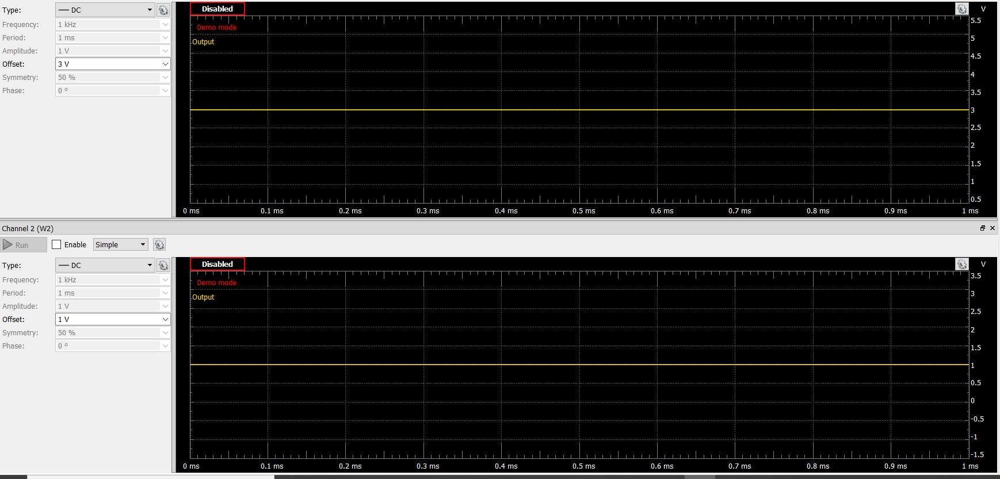 Type: DC
Frequency: 1 kHz
Period: 1 ms
Amplitude: 1 V
Offset: 3 V
Symmetry: 50 %
Phase: 0 º
Disabled
V
Demo mode
Output
5.5
5
4.5
4
3.5
3
2.5
2
1.5
1
0.5
0 ms 0.1 ms 0.2 ms 0.3 ms 0.4 ms 0.5 ms 0.6 ms 0.7 ms 0.8 ms 0.9 ms 1 ms
Channel 2 (W2)
Run Enable Simple
Type: DC
Frequency: 1 kHz
Period: 1 ms
Amplitude: 1 V
Offset: 1 V
Symmetry: 50 %
Phase: 0 º
Disabled
V
Demo mode
Output
3.5
3
2.5
2
1.5
1
0.5
0
-0.5
-1
-1.5
0 ms 0.1 ms 0.2 ms 0.3 ms 0.4 ms 0.5 ms 0.6 ms 0.7 ms 0.8 ms 0.9 ms 1 ms